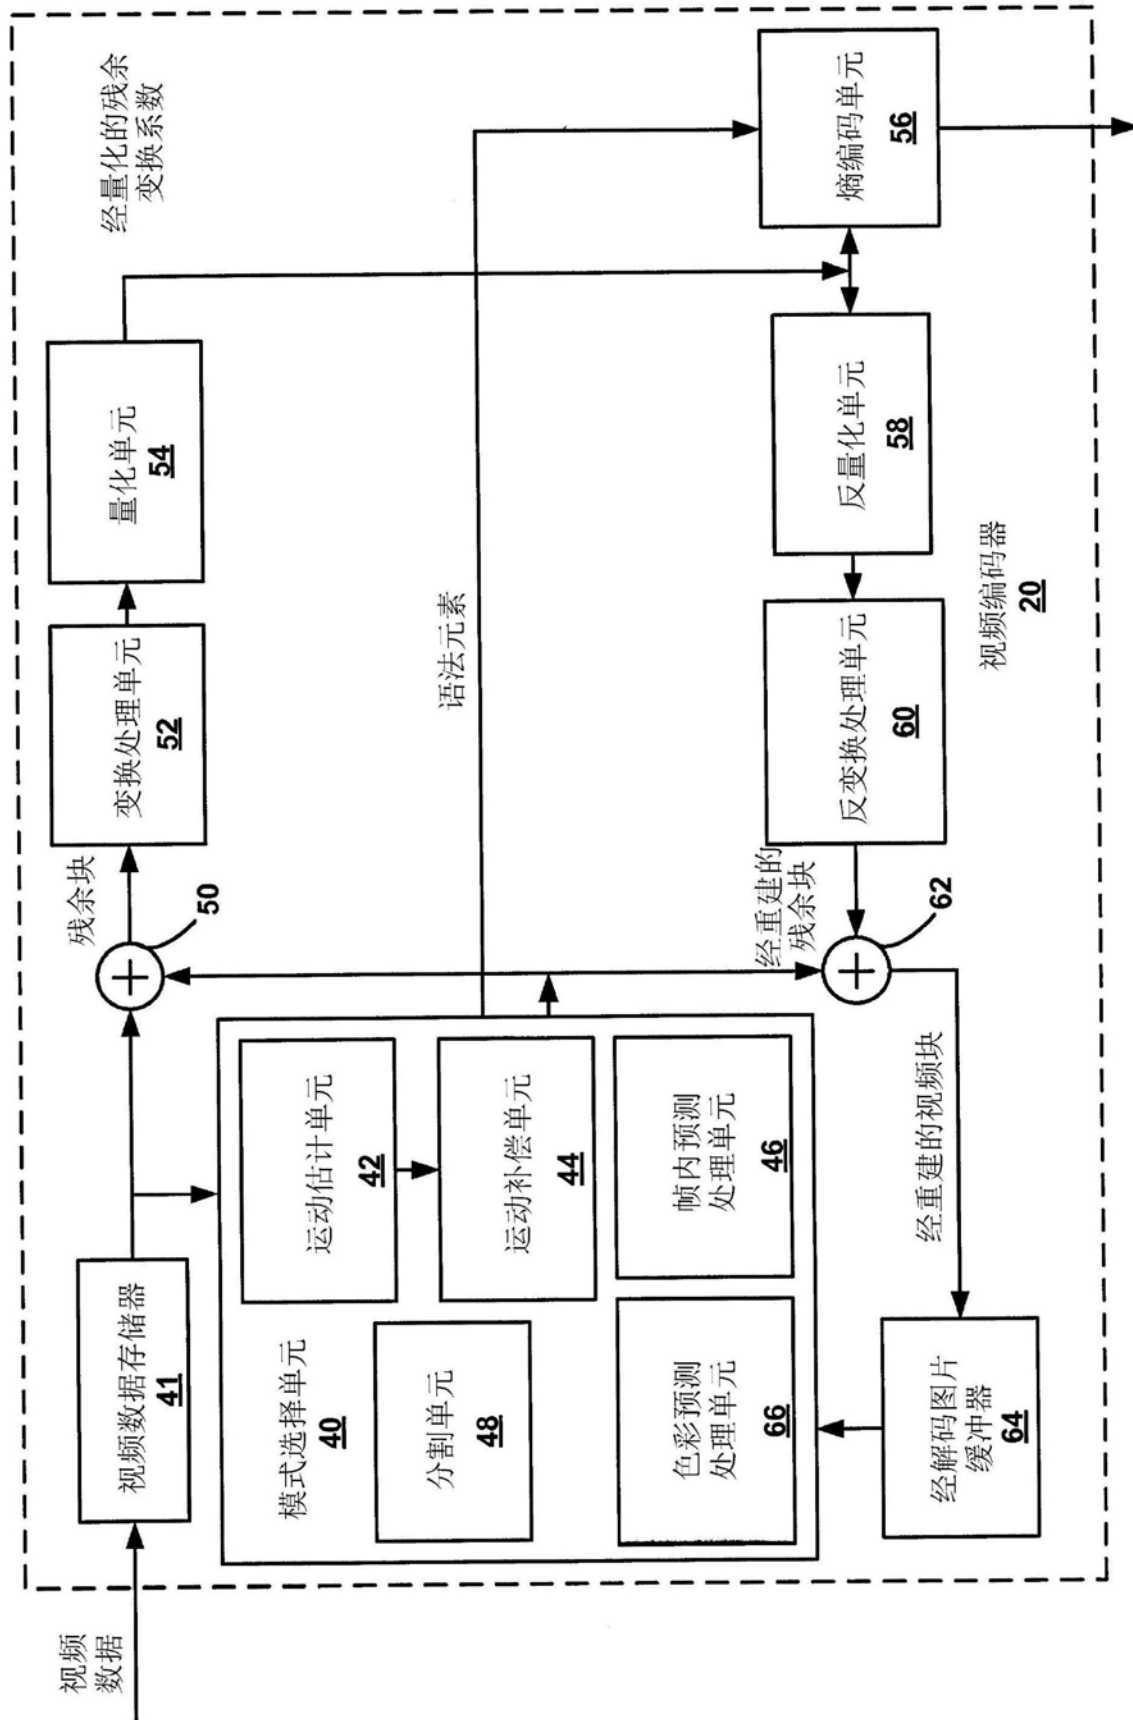 视频
数据
视频数据存储器
41
残余块
50
变换处理单元
52
量化单元
54
经量化的残余
变换系数
模式选择单元
40
运动估计单元
42
分割单元
48
运动补偿单元
44
色彩预测
处理单元
66
帧内预测
处理单元
46
语法元素
熵编码单元
56
反量化单元
58
反变换处理单元
60
经重建的
残余块
62
经重建的视频块
经解码图片
缓冲器
64
视频编码器
20